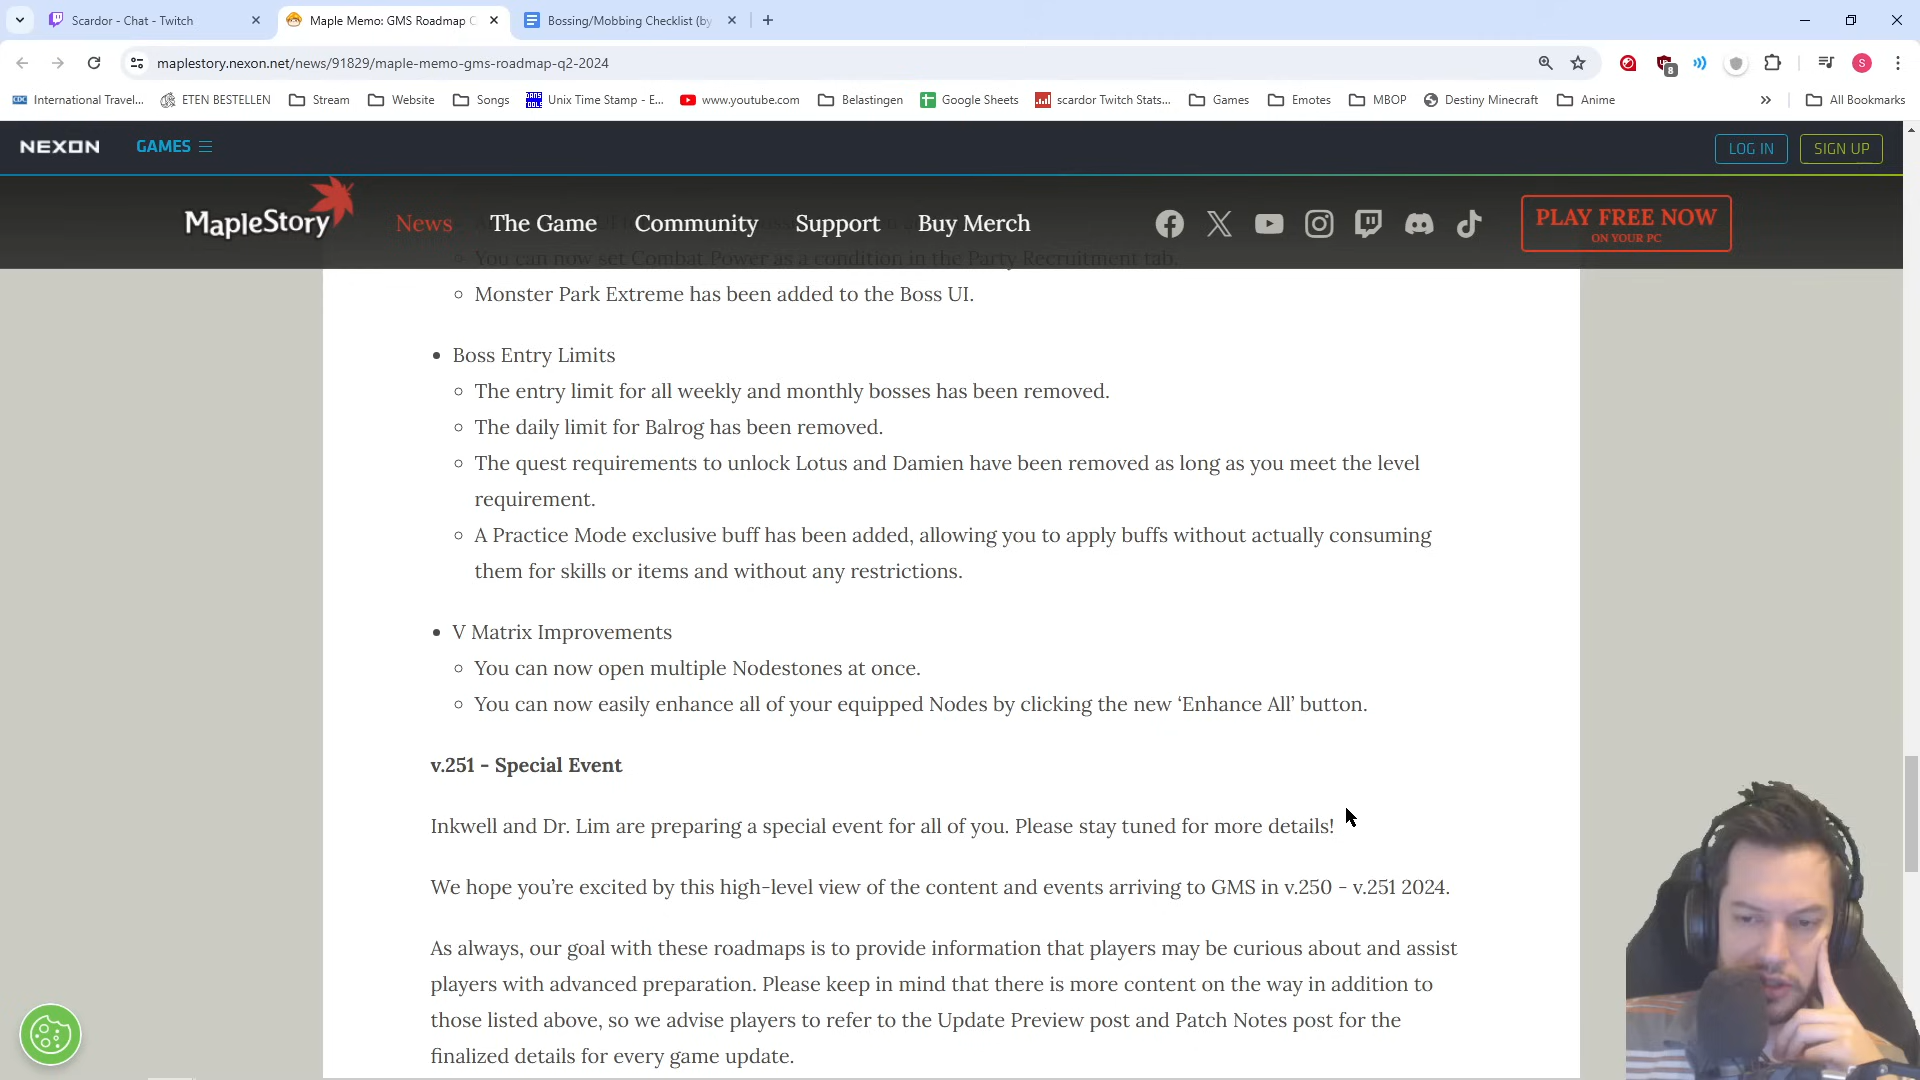 Scardor - Chat - Twitch
Maple Memo: GMS Roadmap
Bossing/Mobbing Checklist (by
maplestory.nexon.net/news/91829/maple-memo-gms-roadmap-q2-2024
8
S
International Travel...
ETEN BESTELLEN
Stream
Website
Songs
Unix Time Stamp - E...
www.youtube.com
Belastingen
Google Sheets
scardor Twitch Stats...
Games
Emotes
MBOP
Destiny Minecraft
Anime
All Bookmarks
NEXON
GAMES
LOG IN
SIGN UP
MapleStory
News
The Game
Community
Support
Buy Merch
PLAY FREE NOW
ON YOUR PC
You can now set Combat Power as a condition in the Party Recruitment tab.
Monster Park Extreme has been added to the Boss UI.
Boss Entry Limits
The entry limit for all weekly and monthly bosses has been removed.
The daily limit for Balrog has been removed.
The quest requirements to unlock Lotus and Damien have been removed as long as you meet the level
requirement.
A Practice Mode exclusive buff has been added, allowing you to apply buffs without actually consuming
them for skills or items and without any restrictions.
V Matrix Improvements
You can now open multiple Nodestones at once.
You can now easily enhance all of your equipped Nodes by clicking the new ‘Enhance All’ button.
v.251 - Special Event
Inkwell and Dr. Lim are preparing a special event for all of you. Please stay tuned for more details!
We hope you’re excited by this high-level view of the content and events arriving to GMS in v.250 - v.251 2024.
As always, our goal with these roadmaps is to provide information that players may be curious about and assist
players with advanced preparation. Please keep in mind that there is more content on the way in addition to
those listed above, so we advise players to refer to the Update Preview post and Patch Notes post for the
finalized details for every game update.